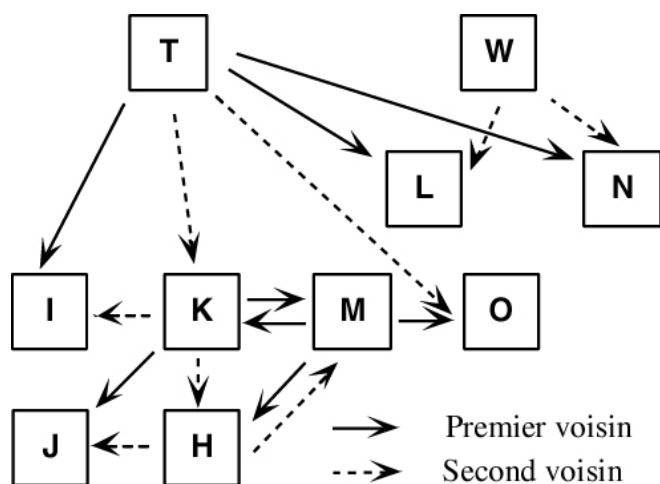 T W
L N
I K M O
J H
Premier voisin
Second voisin